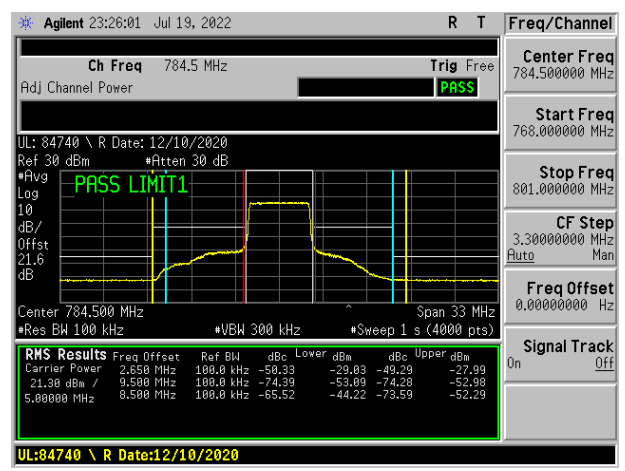 Agilent 23:26:01 Jul 19, 2022 R T Freq/Channel
Ch Freq 784.5 MHz Trig Free
Adj Channel Power PASS
UL: 84740 \ R Date: 12/10/2020
Ref 30 dBm #Atten 30 dB
#Avg
Log
10
dB/
Offst
21.6
dB
PASS LIMIT1
Center 784.500 MHz ^ Span 33 MHz
#Res BW 100 kHz #VBW 300 kHz #Sweep 1 s (4000 pts)
RMS Results Freq Offset Ref BW dBc Lower dBm dBc Upper dBm
Carrier Power 2.650 MHz 100.0 kHz -50.33 -29.03 -49.29 -27.99
21.30 dBm / 9.500 MHz 100.0 kHz -74.39 -53.09 -74.28 -52.98
5.00000 MHz 8.500 MHz 100.0 kHz -65.52 -44.22 -73.59 -52.29
UL:84740 \ R Date:12/10/2020
Center Freq
784.500000 MHz
Start Freq
768.000000 MHz
Stop Freq
801.000000 MHz
CF Step
3.30000000 MHz
Auto Man
Freq Offset
0.00000000 Hz
Signal Track
On Off